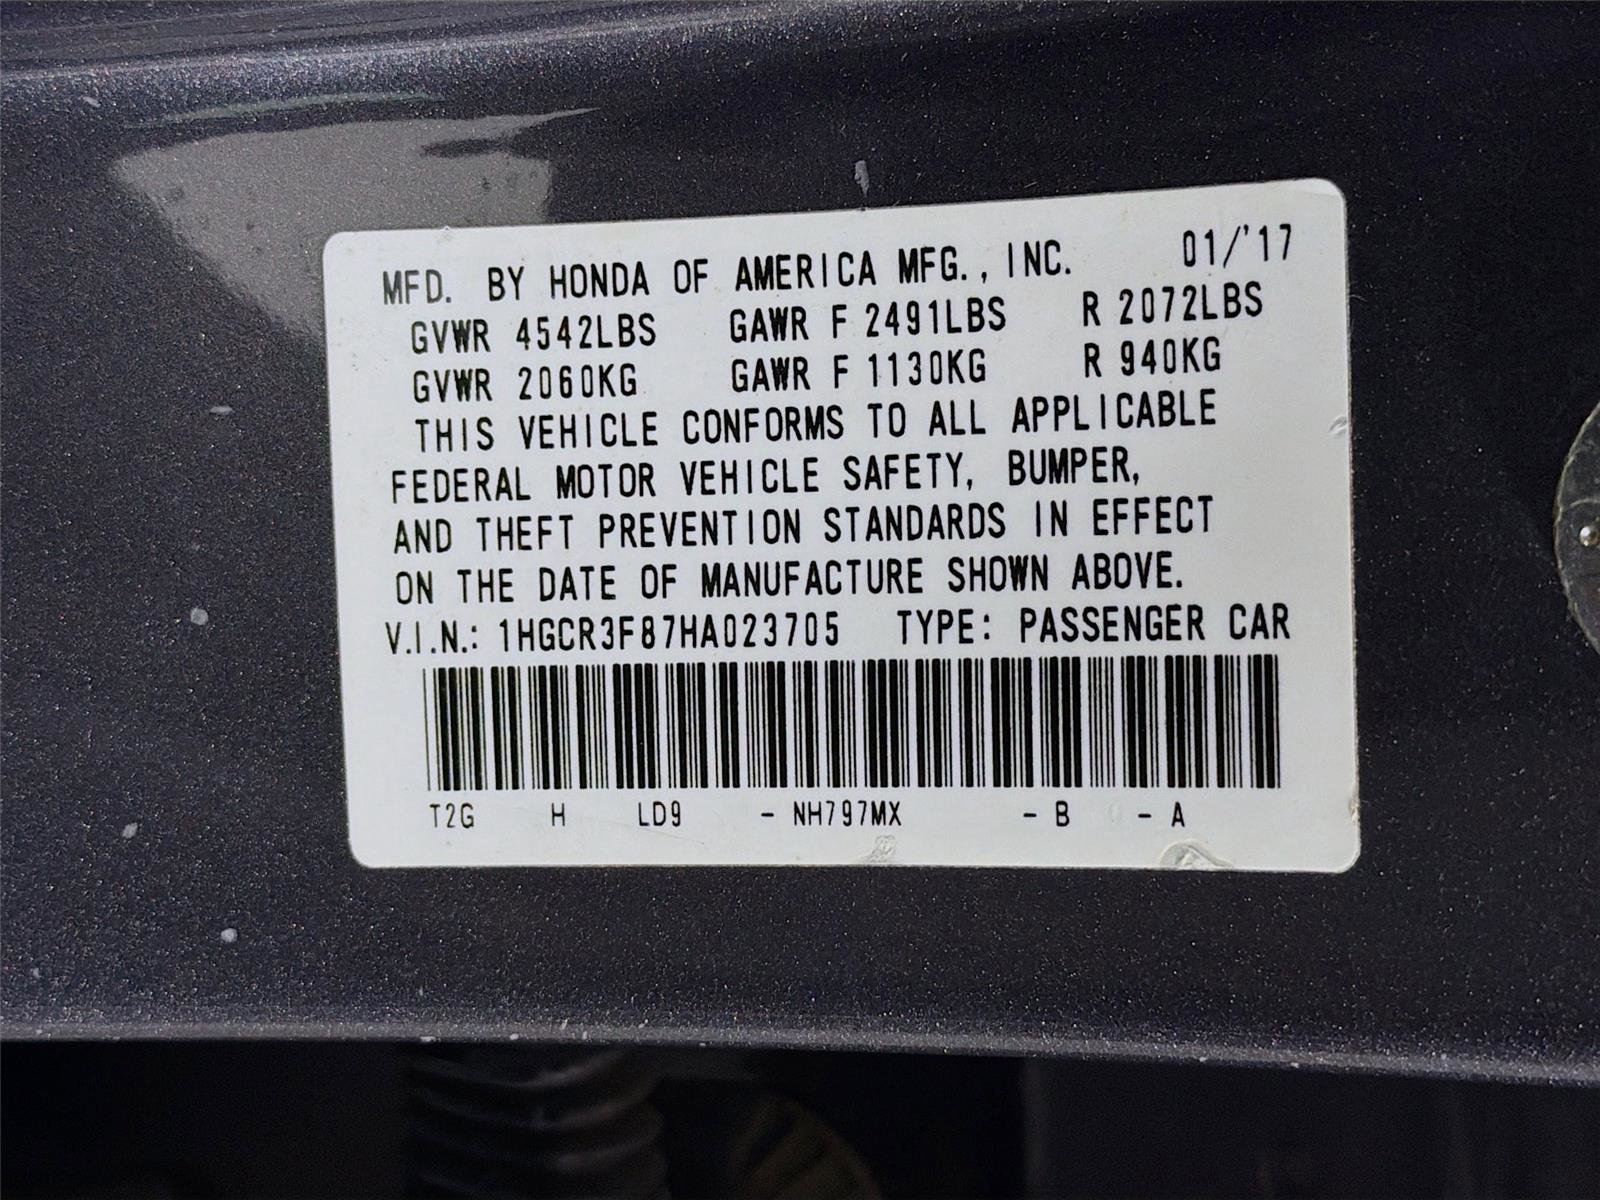 MFD. BY HONDA OF AMERICA MFG., INC. 01/'17
GVWR 4542LBS GAWR F 2491LBS R 2072LBS
GVWR 2060KG GAWR F 1130KG R 940KG
THIS VEHICLE CONFORMS TO ALL APPLICABLE
FEDERAL MOTOR VEHICLE SAFETY, BUMPER,
AND THEFT PREVENTION STANDARDS IN EFFECT
ON THE DATE OF MANUFACTURE SHOWN ABOVE.
V.I.N.: 1HGCR3F87HA023705 TYPE: PASSENGER CAR
T2G H LD9 - NH797MX - B - A